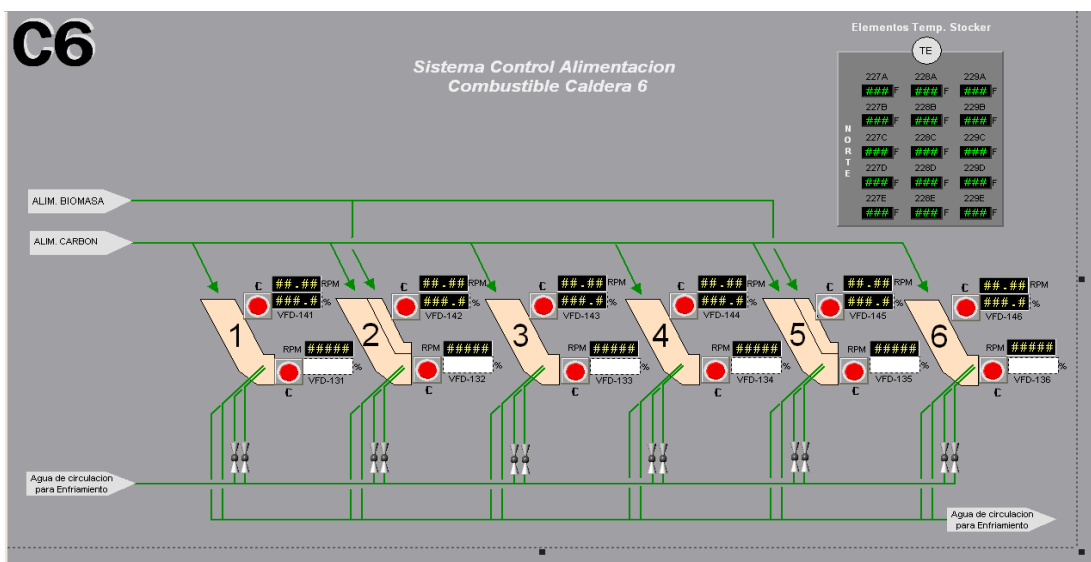 C6
Sistema Control Alimentacion
Combustible Caldera 6
Elementos Temp. Stocker
TE
227A 228A 229A
### F ### F ### F
227B 228B 229B
### F ### F ### F
227C 228C 229C
### F ### F ### F
227D 228D 229D
### F ### F ### F
227E 228E 229E
### F ### F ### F
NORTE
ALIM. BIOMASA
ALIM. CARBON
C ##.## RPM C ##.## RPM C ##.## RPM C ##.## RPM C ##.## RPM C ##.## RPM
###.# % ###.# % ###.# % ###.# % ###.# % ###.# %
VFD-141 VFD-142 VFD-143 VFD-144 VFD-145 VFD-146
1 2 3 4 5 6
RPM ##### RPM ##### RPM ##### RPM ##### RPM ##### RPM #####
% % % % % %
VFD-131 VFD-132 VFD-133 VFD-134 VFD-135 VFD-136
C C C C C C
Agua de circulacion
para Enfriamiento
Agua de circulacion
para Enfriamiento